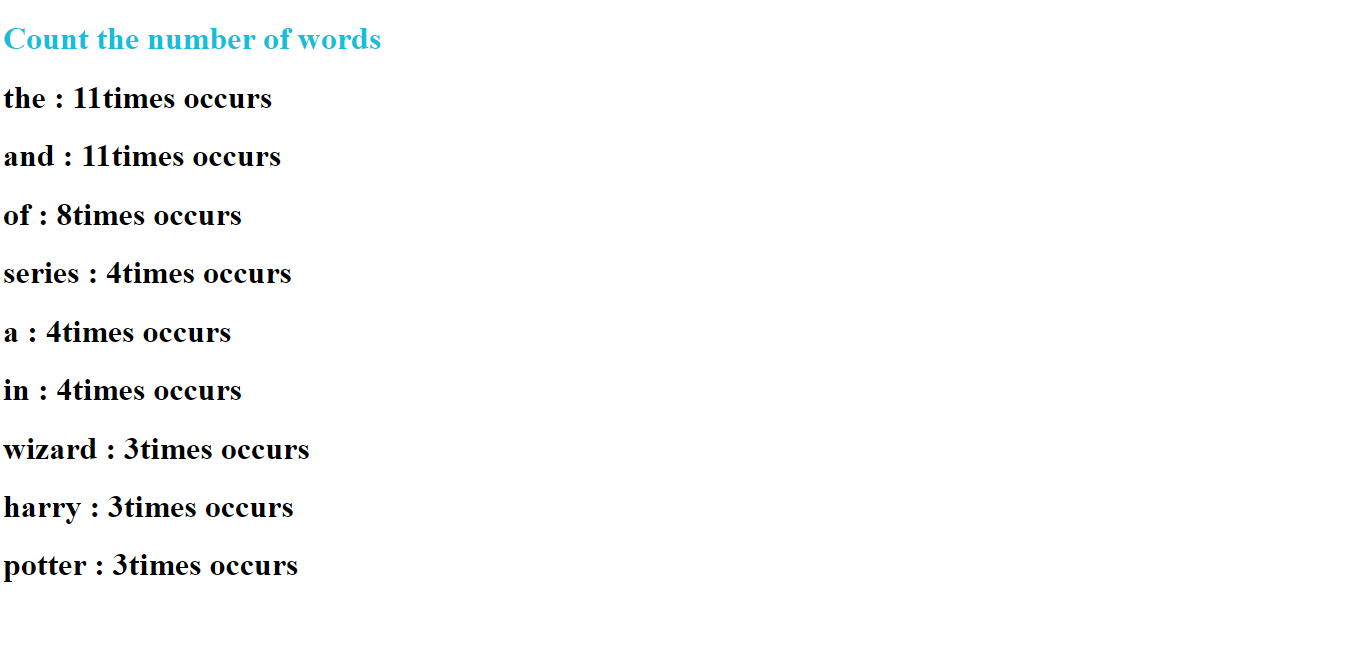 Count the number of words
the : 11times occurs
and : 11times occurs
of : 8times occurs
series : 4times occurs
a : 4times occurs
in : 4times occurs
wizard : 3times occurs
harry : 3times occurs
potter : 3times occurs